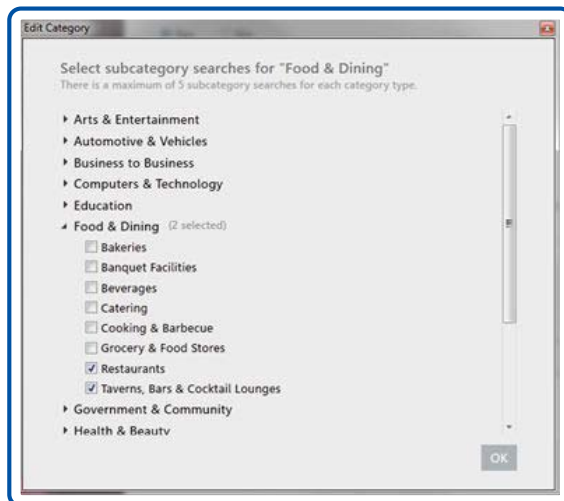 Edit Category
Select subcategory searches for "Food & Dining"
There is a maximum of 5 subcategory searches for each category type.
Arts & Entertainment
Automotive & Vehicles
Business to Business
Computers & Technology
Education
Food & Dining (2 selected)
Bakeries
Banquet Facilities
Beverages
Catering
Cooking & Barbecue
Grocery & Food Stores
Restaurants
Taverns, Bars & Cocktail Lounges
Government & Community
Health & Beauty
OK